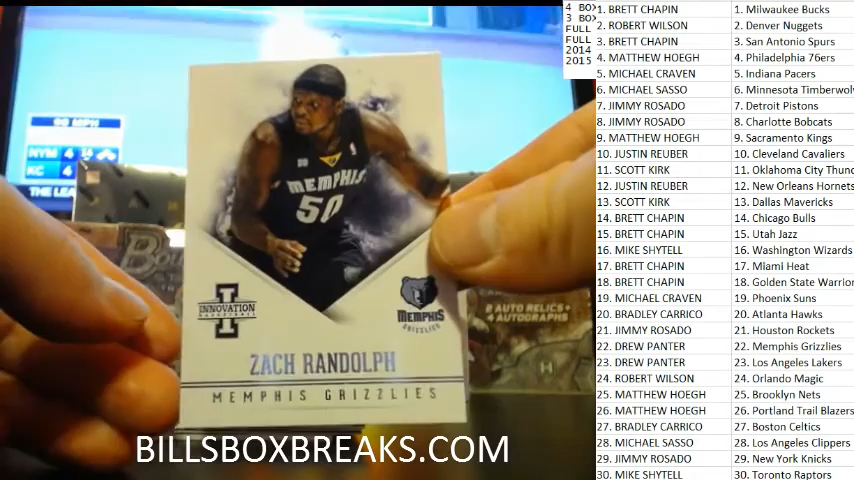 4 BOX
3 BOX
FULL
FULL
2014
2015
1. BRETT CHAPIN 1. Milwaukee Bucks
2. ROBERT WILSON 2. Denver Nuggets
3. BRETT CHAPIN 3. San Antonio Spurs
4. MATTHEW HOEGH 4. Philadelphia 76ers
5. MICHAEL CRAVEN 5. Indiana Pacers
6. MICHAEL SASSO 6. Minnesota Timberwol
7. JIMMY ROSADO 7. Detroit Pistons
8. JIMMY ROSADO 8. Charlotte Bobcats
9. MATTHEW HOEGH 9. Sacramento Kings
10. JUSTIN REUBER 10. Cleveland Cavaliers
11. SCOTT KIRK 11. Oklahoma City Thun
12. JUSTIN REUBER 12. New Orleans Hornets
13. SCOTT KIRK 13. Dallas Mavericks
14. BRETT CHAPIN 14. Chicago Bulls
15. BRETT CHAPIN 15. Utah Jazz
16. MIKE SHYTELL 16. Washington Wizards
17. BRETT CHAPIN 17. Miami Heat
18. BRETT CHAPIN 18. Golden State Warrio
19. MICHAEL CRAVEN 19. Phoenix Suns
20. BRADLEY CARRICO 20. Atlanta Hawks
21. JIMMY ROSADO 21. Houston Rockets
22. DREW PANTER 22. Memphis Grizzlies
23. DREW PANTER 23. Los Angeles Lakers
24. ROBERT WILSON 24. Orlando Magic
25. MATTHEW HOEGH 25. Brooklyn Nets
26. MATTHEW HOEGH 26. Portland Trail Blazers
27. BRADLEY CARRICO 27. Boston Celtics
28. MICHAEL SASSO 28. Los Angeles Clippers
29. JIMMY ROSADO 29. New York Knicks
30. MIKE SHYTELL 30. Toronto Raptors
90 MPH
NYM 4 14
KC 4
THE LEA
MEMPHIS
50
INNOVATION
BASKETBALL
MEMPHIS
GRIZZLIES
ZACH RANDOLPH
MEMPHIS GRIZZLIES
2 AUTO RELICS+
4 AUTOGRAPHS
BILLSBOXBREAKS.COM